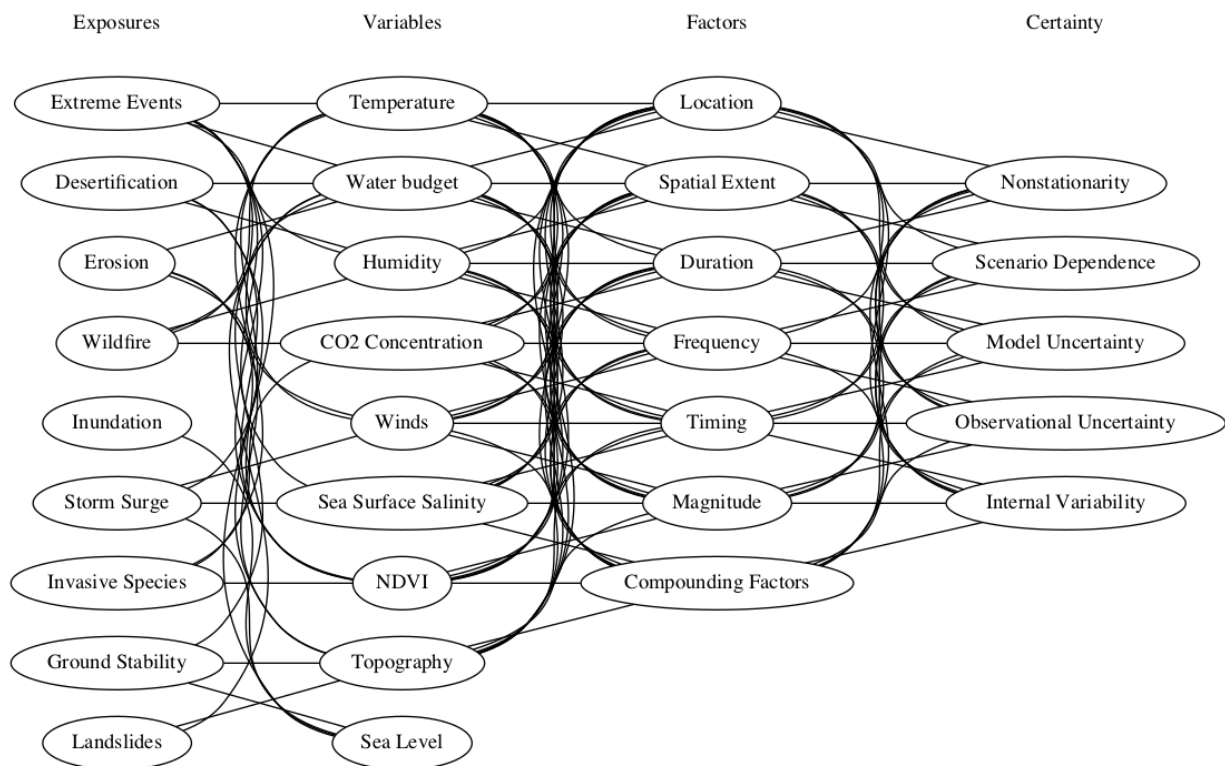 Exposures Variables Factors Certainty
Extreme Events Temperature Location
Desertification Water budget Spatial Extent Nonstationarity
Erosion Humidity Duration Scenario Dependence
Wildfire CO2 Concentration Frequency Model Uncertainty
Inundation Winds Timing Observational Uncertainty
Storm Surge Sea Surface Salinity Magnitude Internal Variability
Invasive Species NDVI Compounding Factors
Ground Stability Topography
Landslides Sea Level